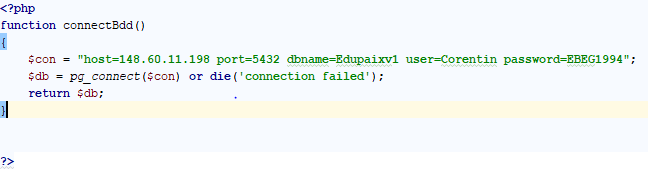 <?php
function connectBdd()
{
    $con = "host=148.60.11.198 port=5432 dbname=Edupaixv1 user=Corentin password=EBEG1994";
    $db = pg_connect($con) or die('connection failed');
    return $db;
}
?>